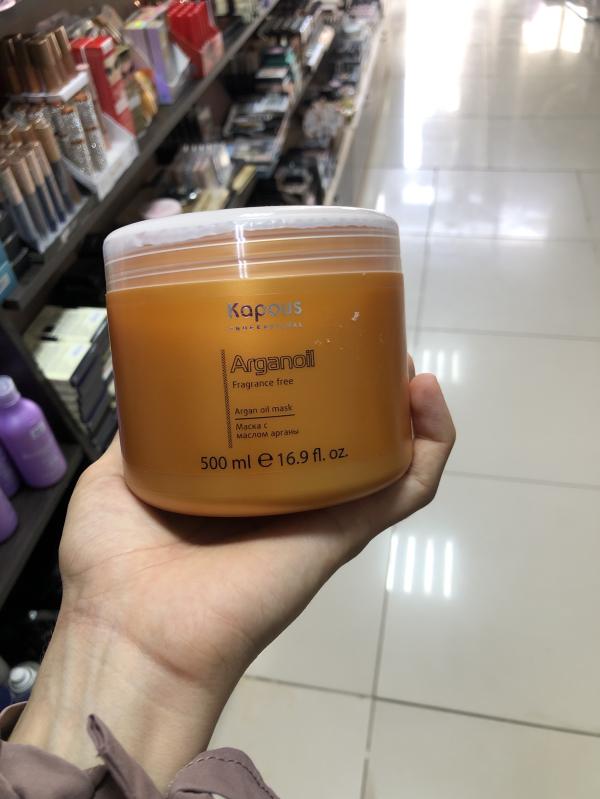 Kapous
PROFESSIONAL
Arganoil
Fragrance free
Argan oil mask
Маска с
маслом арганы
500 ml ℮ 16.9 fl. oz.